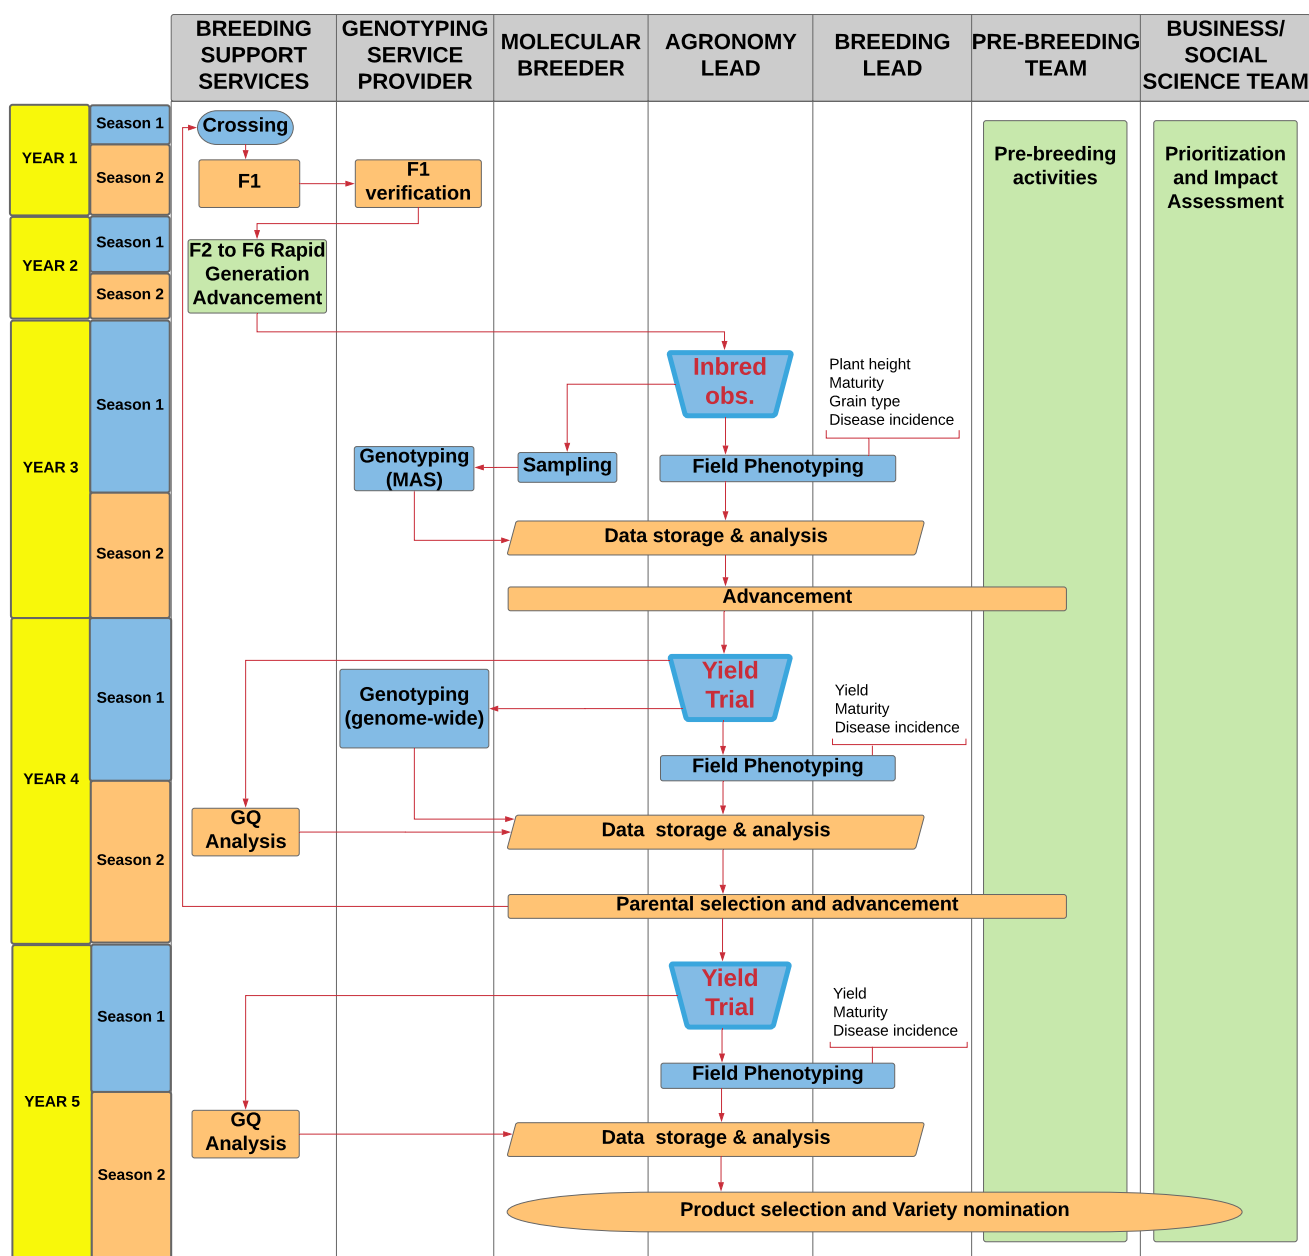 BREEDING
SUPPORT
SERVICES
GENOTYPING
SERVICE
PROVIDER
MOLECULAR
BREEDER
AGRONOMY
LEAD
BREEDING
LEAD
PRE-BREEDING
TEAM
BUSINESS/
SOCIAL
SCIENCE TEAM
YEAR 1
Season 1
Season 2
Crossing
F1
F1
verification
Pre-breeding
activities
Prioritization
and Impact
Assessment
YEAR 2
Season 1
Season 2
F2 to F6 Rapid
Generation
Advancement
YEAR 3
Season 1
Season 2
Inbred
obs.
Plant height
Maturity
Grain type
Disease incidence
Genotyping
(MAS)
Sampling
Field Phenotyping
Data storage & analysis
Advancement
YEAR 4
Season 1
Season 2
Yield
Trial
Genotyping
(genome-wide)
Yield
Maturity
Disease incidence
Field Phenotyping
GQ
Analysis
Data  storage & analysis
Parental selection and advancement
YEAR 5
Season 1
Season 2
Yield
Trial
Yield
Maturity
Disease incidence
Field Phenotyping
GQ
Analysis
Data  storage & analysis
Product selection and Variety nomination